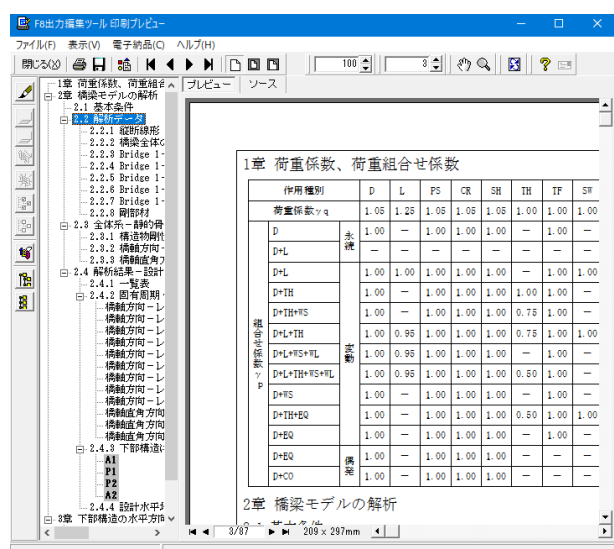 F8出力編集ツール 印刷プレビュー
ファイル(F) 表示(V) 電子納品(C) ヘルプ(H)
閉じる(X) 100 3
プレビュー ソース
1章 荷重係数、荷重組合せ
2章 橋梁モデルの解析
2.1 基本条件
2.2 解析データ
2.2.1 縦断線形
2.2.2 橋梁全体の
2.2.3 Bridge 1-
2.2.4 Bridge 1-
2.2.5 Bridge 1-
2.2.6 Bridge 1-
2.2.7 Bridge 1-
2.2.8 剛部材
2.3 全体系－静的骨
2.3.1 構造物剛性
2.3.2 橋軸方向-
2.3.3 橋軸直角方
2.4 解析結果－設計
2.4.1 一覧表
2.4.2 固有周期・
橋軸方向－レ
橋軸方向－レ
橋軸方向－レ
橋軸方向－レ
橋軸方向－レ
橋軸方向－レ
橋軸方向－レ
橋軸方向－レ
橋軸直角方向
橋軸直角方向
橋軸直角方向
2.4.3 下部構造
A1
P1
P2
A2
2.4.4 設計水平
3章 下部構造の水平方向
1章 荷重係数、荷重組合せ係数
作用種別 D L PS CR SH TH TF SW
荷重係数γq 1.05 1.25 1.05 1.05 1.05 1.00 1.00 1.00
組合せ係数γp
永続
D 1.00 － 1.00 1.00 1.00 － 1.00 －
D+L － － － － － － － －
変動
D+L 1.00 1.00 1.00 1.00 1.00 － 1.00 1.00
D+TH 1.00 － 1.00 1.00 1.00 1.00 1.00 －
D+TH+WS 1.00 － 1.00 1.00 1.00 0.75 1.00 －
D+L+TH 1.00 0.95 1.00 1.00 1.00 0.75 1.00 1.00
D+L+WS+WL 1.00 0.95 1.00 1.00 1.00 － 1.00 －
D+L+TH+WS+WL 1.00 0.95 1.00 1.00 1.00 0.50 1.00 －
D+WS 1.00 － 1.00 1.00 1.00 － 1.00 －
D+TH+EQ 1.00 － 1.00 1.00 1.00 0.50 1.00 1.00
D+EQ 1.00 － 1.00 1.00 1.00 － 1.00 －
偶発
D+EQ 1.00 － 1.00 1.00 1.00 － － －
D+CO 1.00 － 1.00 1.00 1.00 － － －
2章 橋梁モデルの解析
3/87 209 x 297mm